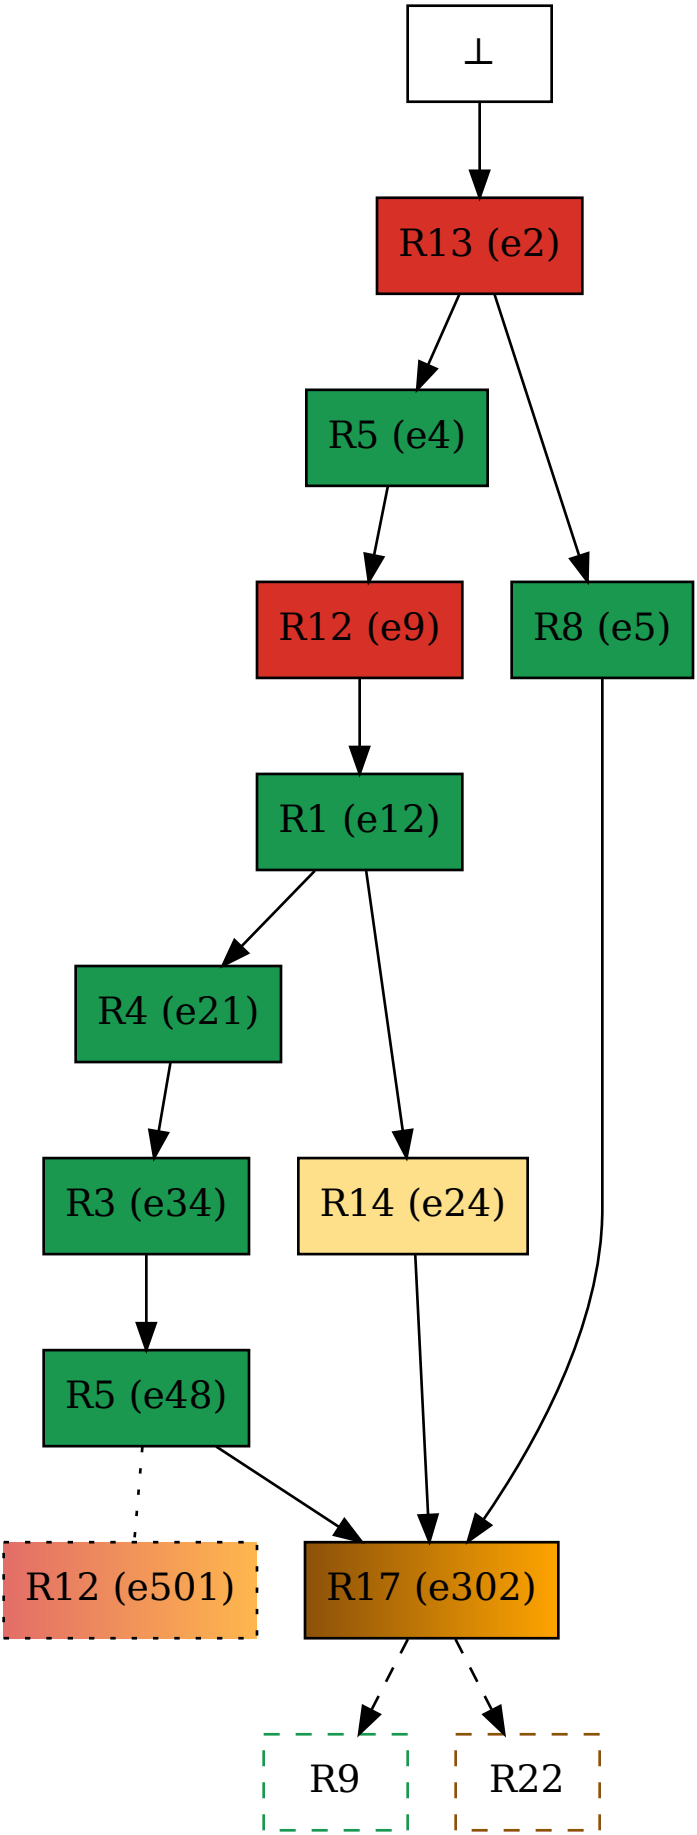 ⊥
R13 (e2)
R5 (e4)
R12 (e9)
R8 (e5)
R1 (e12)
R4 (e21)
R3 (e34)
R14 (e24)
R5 (e48)
R12 (e501)
R17 (e302)
R9
R22